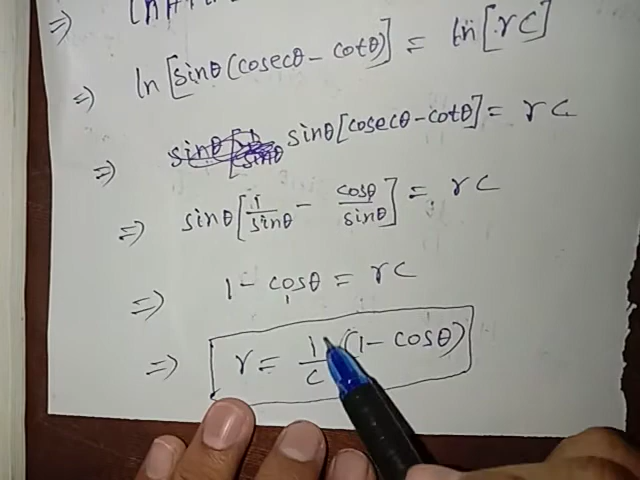 ⇒ ln
⇒ ln[sinθ(cosecθ - cotθ)] = ln[rc]
⇒ sinθ[cosecθ - cotθ] = rc
⇒ sinθ[1/sinθ - cosθ/sinθ] = rc
⇒ 1 - cosθ = rc
⇒ r = 1/c (1 - cosθ)